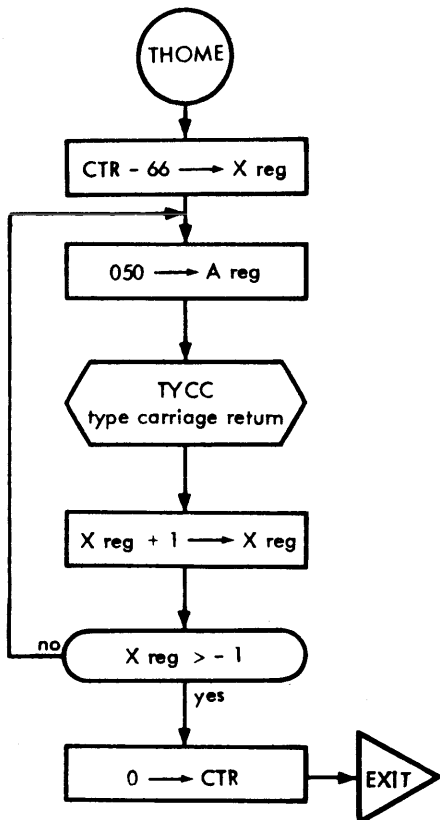 THOME
CTR - 66 → X reg
050 → A reg
TYCC
type carriage return
X reg + 1 → X reg
no
X reg > - 1
yes
0 → CTR
EXIT